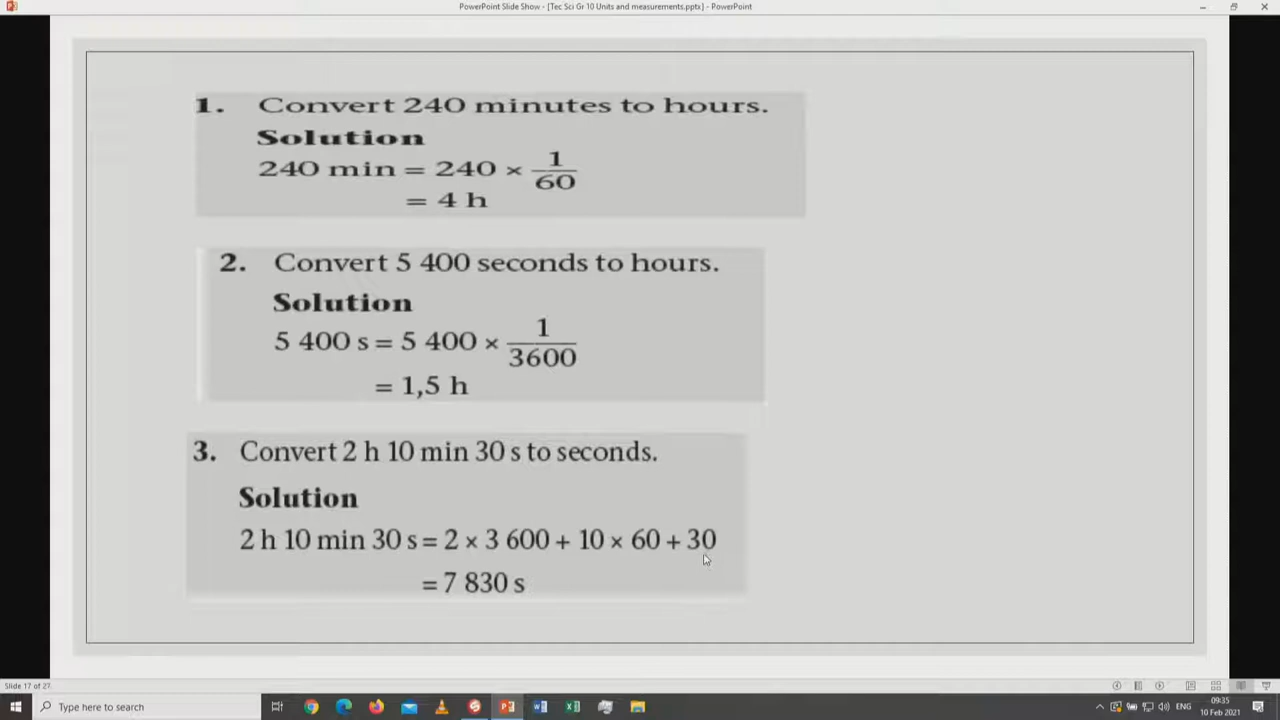 PowerPoint Slide Show - [Tec Sci Gr 10 Units and measurements.pptx] - PowerPoint
1. Convert 240 minutes to hours.
Solution
240 min = 240 × 1/60
= 4 h
2. Convert 5 400 seconds to hours.
Solution
5 400 s = 5 400 × 1/3600
= 1,5 h
3. Convert 2 h 10 min 30 s to seconds.
Solution
2 h 10 min 30 s = 2 × 3 600 + 10 × 60 + 30
= 7 830 s
Slide 17 of 27
Type here to search
ENG
09:35
10 Feb 2021